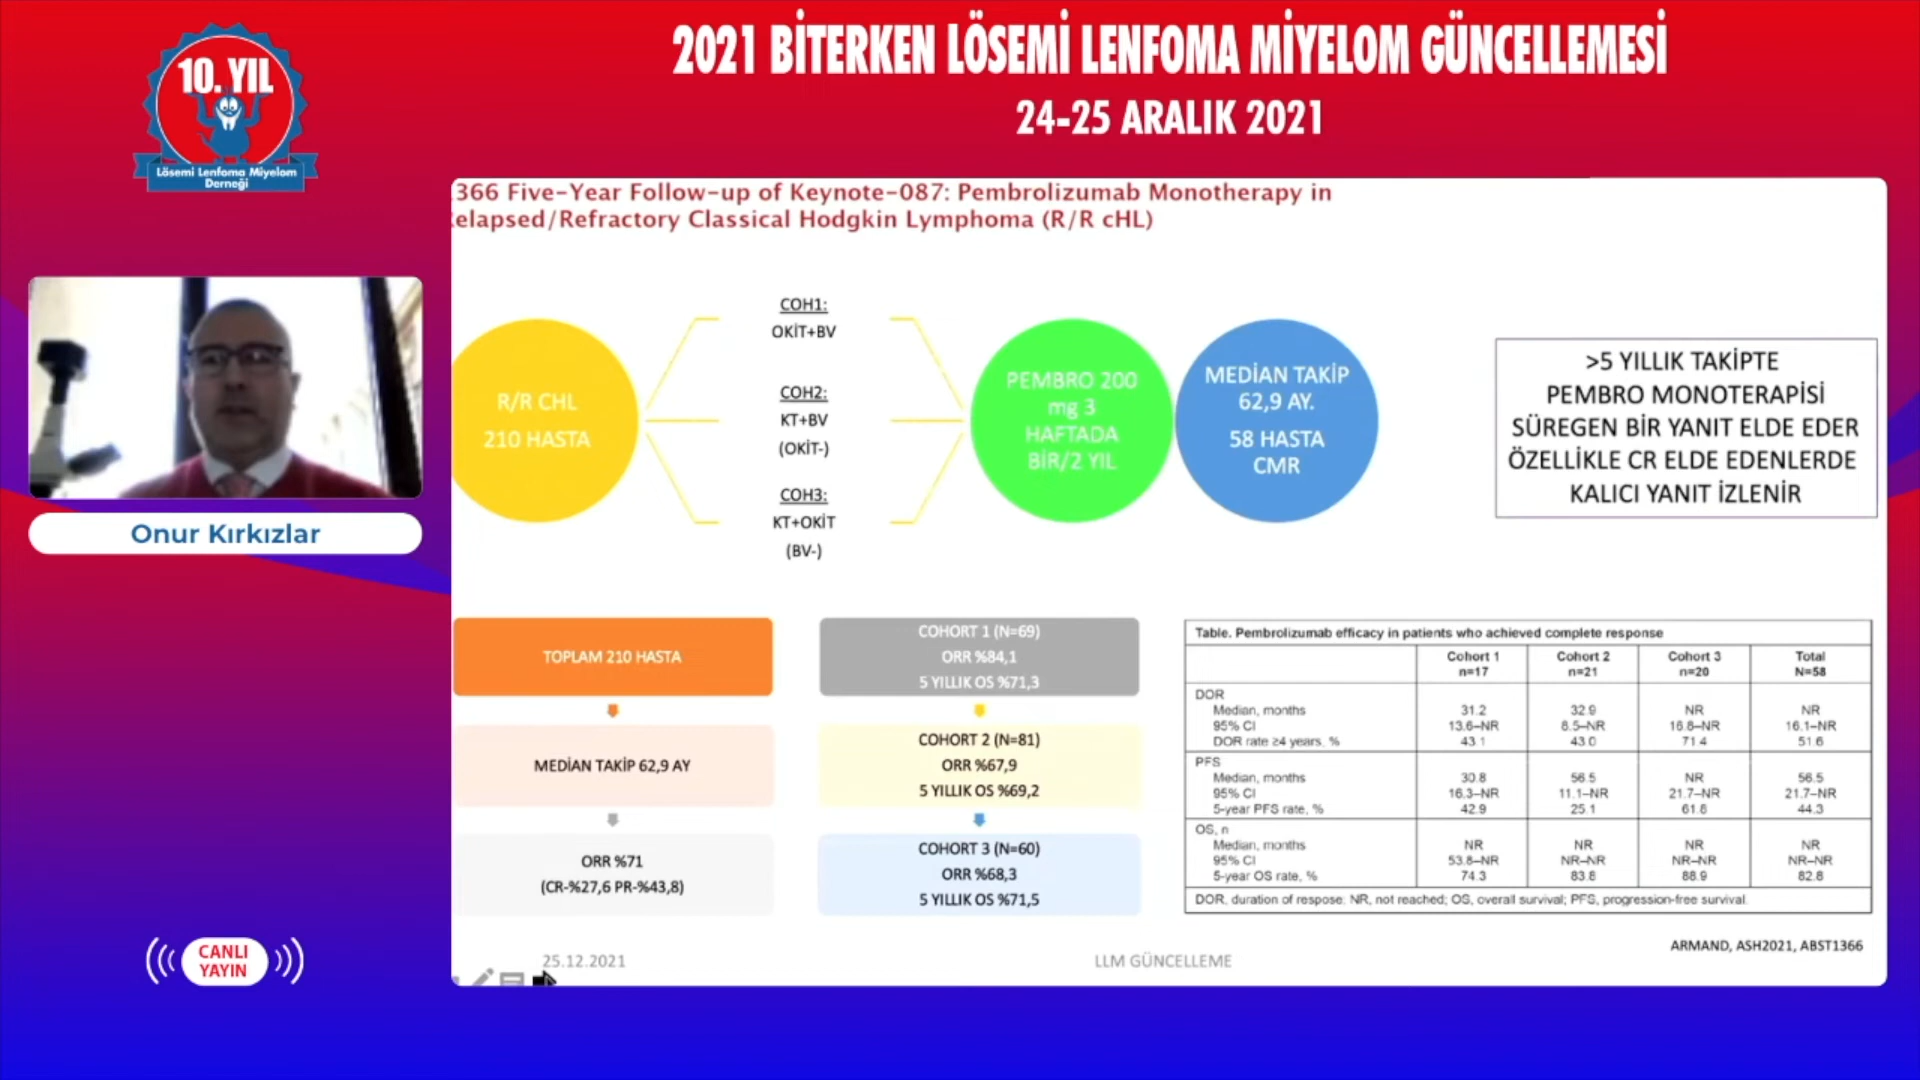 2021 BİTERKEN LÖSEMİ LENFOMA MİYELOM GÜNCELLEMESİ
24-25 ARALIK 2021
10. YIL
Lösemi Lenfoma Miyelom
Derneği
366 Five-Year Follow-up of Keynote-087: Pembrolizumab Monotherapy in
elapsed/Refractory Classical Hodgkin Lymphoma (R/R cHL)
R/R CHL
210 HASTA
COH1:
OKİT+BV
COH2:
KT+BV
(OKİT-)
COH3:
KT+OKİT
(BV-)
PEMBRO 200
mg 3
HAFTADA
BİR/2 YIL
MEDİAN TAKİP
62,9 AY.
58 HASTA
CMR
>5 YILLIK TAKİPTE
PEMBRO MONOTERAPİSİ
SÜREGEN BİR YANIT ELDE EDER
ÖZELLİKLE CR ELDE EDENLERDE
KALICI YANIT İZLENİR
Onur Kırkızlar
TOPLAM 210 HASTA
MEDİAN TAKİP 62,9 AY
ORR %71
(CR-%27,6 PR-%43,8)
COHORT 1 (N=69)
ORR %84,1
5 YILLIK OS %71,3
COHORT 2 (N=81)
ORR %67,9
5 YILLIK OS %69,2
COHORT 3 (N=60)
ORR %68,3
5 YILLIK OS %71,5
Table. Pembrolizumab efficacy in patients who achieved complete response
Cohort 1 Cohort 2 Cohort 3 Total
n=17 n=21 n=20 N=58
DOR
Median, months 31.2 32.9 NR NR
95% CI 13.6–NR 8.5–NR 16.8–NR 16.1–NR
DOR rate ≥4 years, % 43.1 43.0 71.4 51.6
PFS
Median, months 30.8 56.5 NR 56.5
95% CI 16.3–NR 11.1–NR 21.7–NR 21.7–NR
5-year PFS rate, % 42.9 25.1 61.8 44.3
OS, n
Median, months NR NR NR NR
95% CI 53.8–NR NR–NR NR–NR NR–NR
5-year OS rate, % 74.3 83.8 88.9 82.8
DOR, duration of respose; NR, not reached; OS, overall survival; PFS, progression-free survival.
ARMAND, ASH2021, ABST1366
25.12.2021
LLM GÜNCELLEME
CANLI
YAYIN